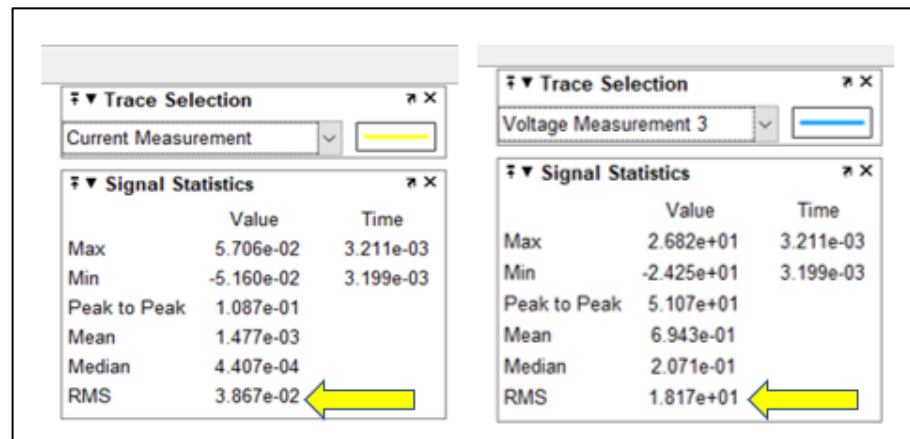 Trace Selection
Current Measurement
Signal Statistics
Value Time
Max 5.706e-02 3.211e-03
Min -5.160e-02 3.199e-03
Peak to Peak 1.087e-01
Mean 1.477e-03
Median 4.407e-04
RMS 3.867e-02
Trace Selection
Voltage Measurement 3
Signal Statistics
Value Time
Max 2.682e+01 3.211e-03
Min -2.425e+01 3.199e-03
Peak to Peak 5.107e+01
Mean 6.943e-01
Median 2.071e-01
RMS 1.817e+01